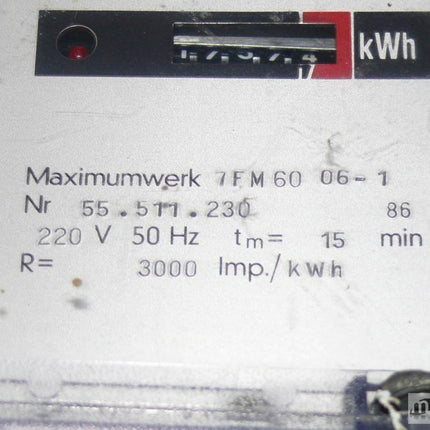 kWh
Maximumwerk 7FM60 06-1
Nr 55.511.230 86
220 V 50 Hz tm= 15 min
R= 3000 Imp./kWh